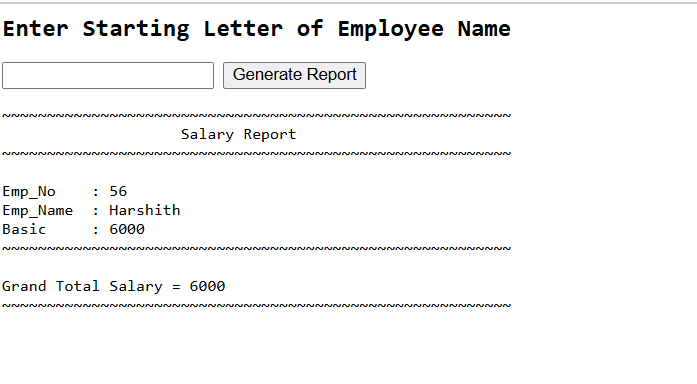 Enter Starting Letter of Employee Name
Generate Report
~~~~~~~~~~~~~~~~~~~~~~~~~~~~~~~~~~~~~~~~~~~~~~~~~~~~~~~~~
Salary Report
~~~~~~~~~~~~~~~~~~~~~~~~~~~~~~~~~~~~~~~~~~~~~~~~~~~~~~~~~
Emp_No    : 56
Emp_Name  : Harshith
Basic     : 6000
~~~~~~~~~~~~~~~~~~~~~~~~~~~~~~~~~~~~~~~~~~~~~~~~~~~~~~~~~
Grand Total Salary = 6000
~~~~~~~~~~~~~~~~~~~~~~~~~~~~~~~~~~~~~~~~~~~~~~~~~~~~~~~~~